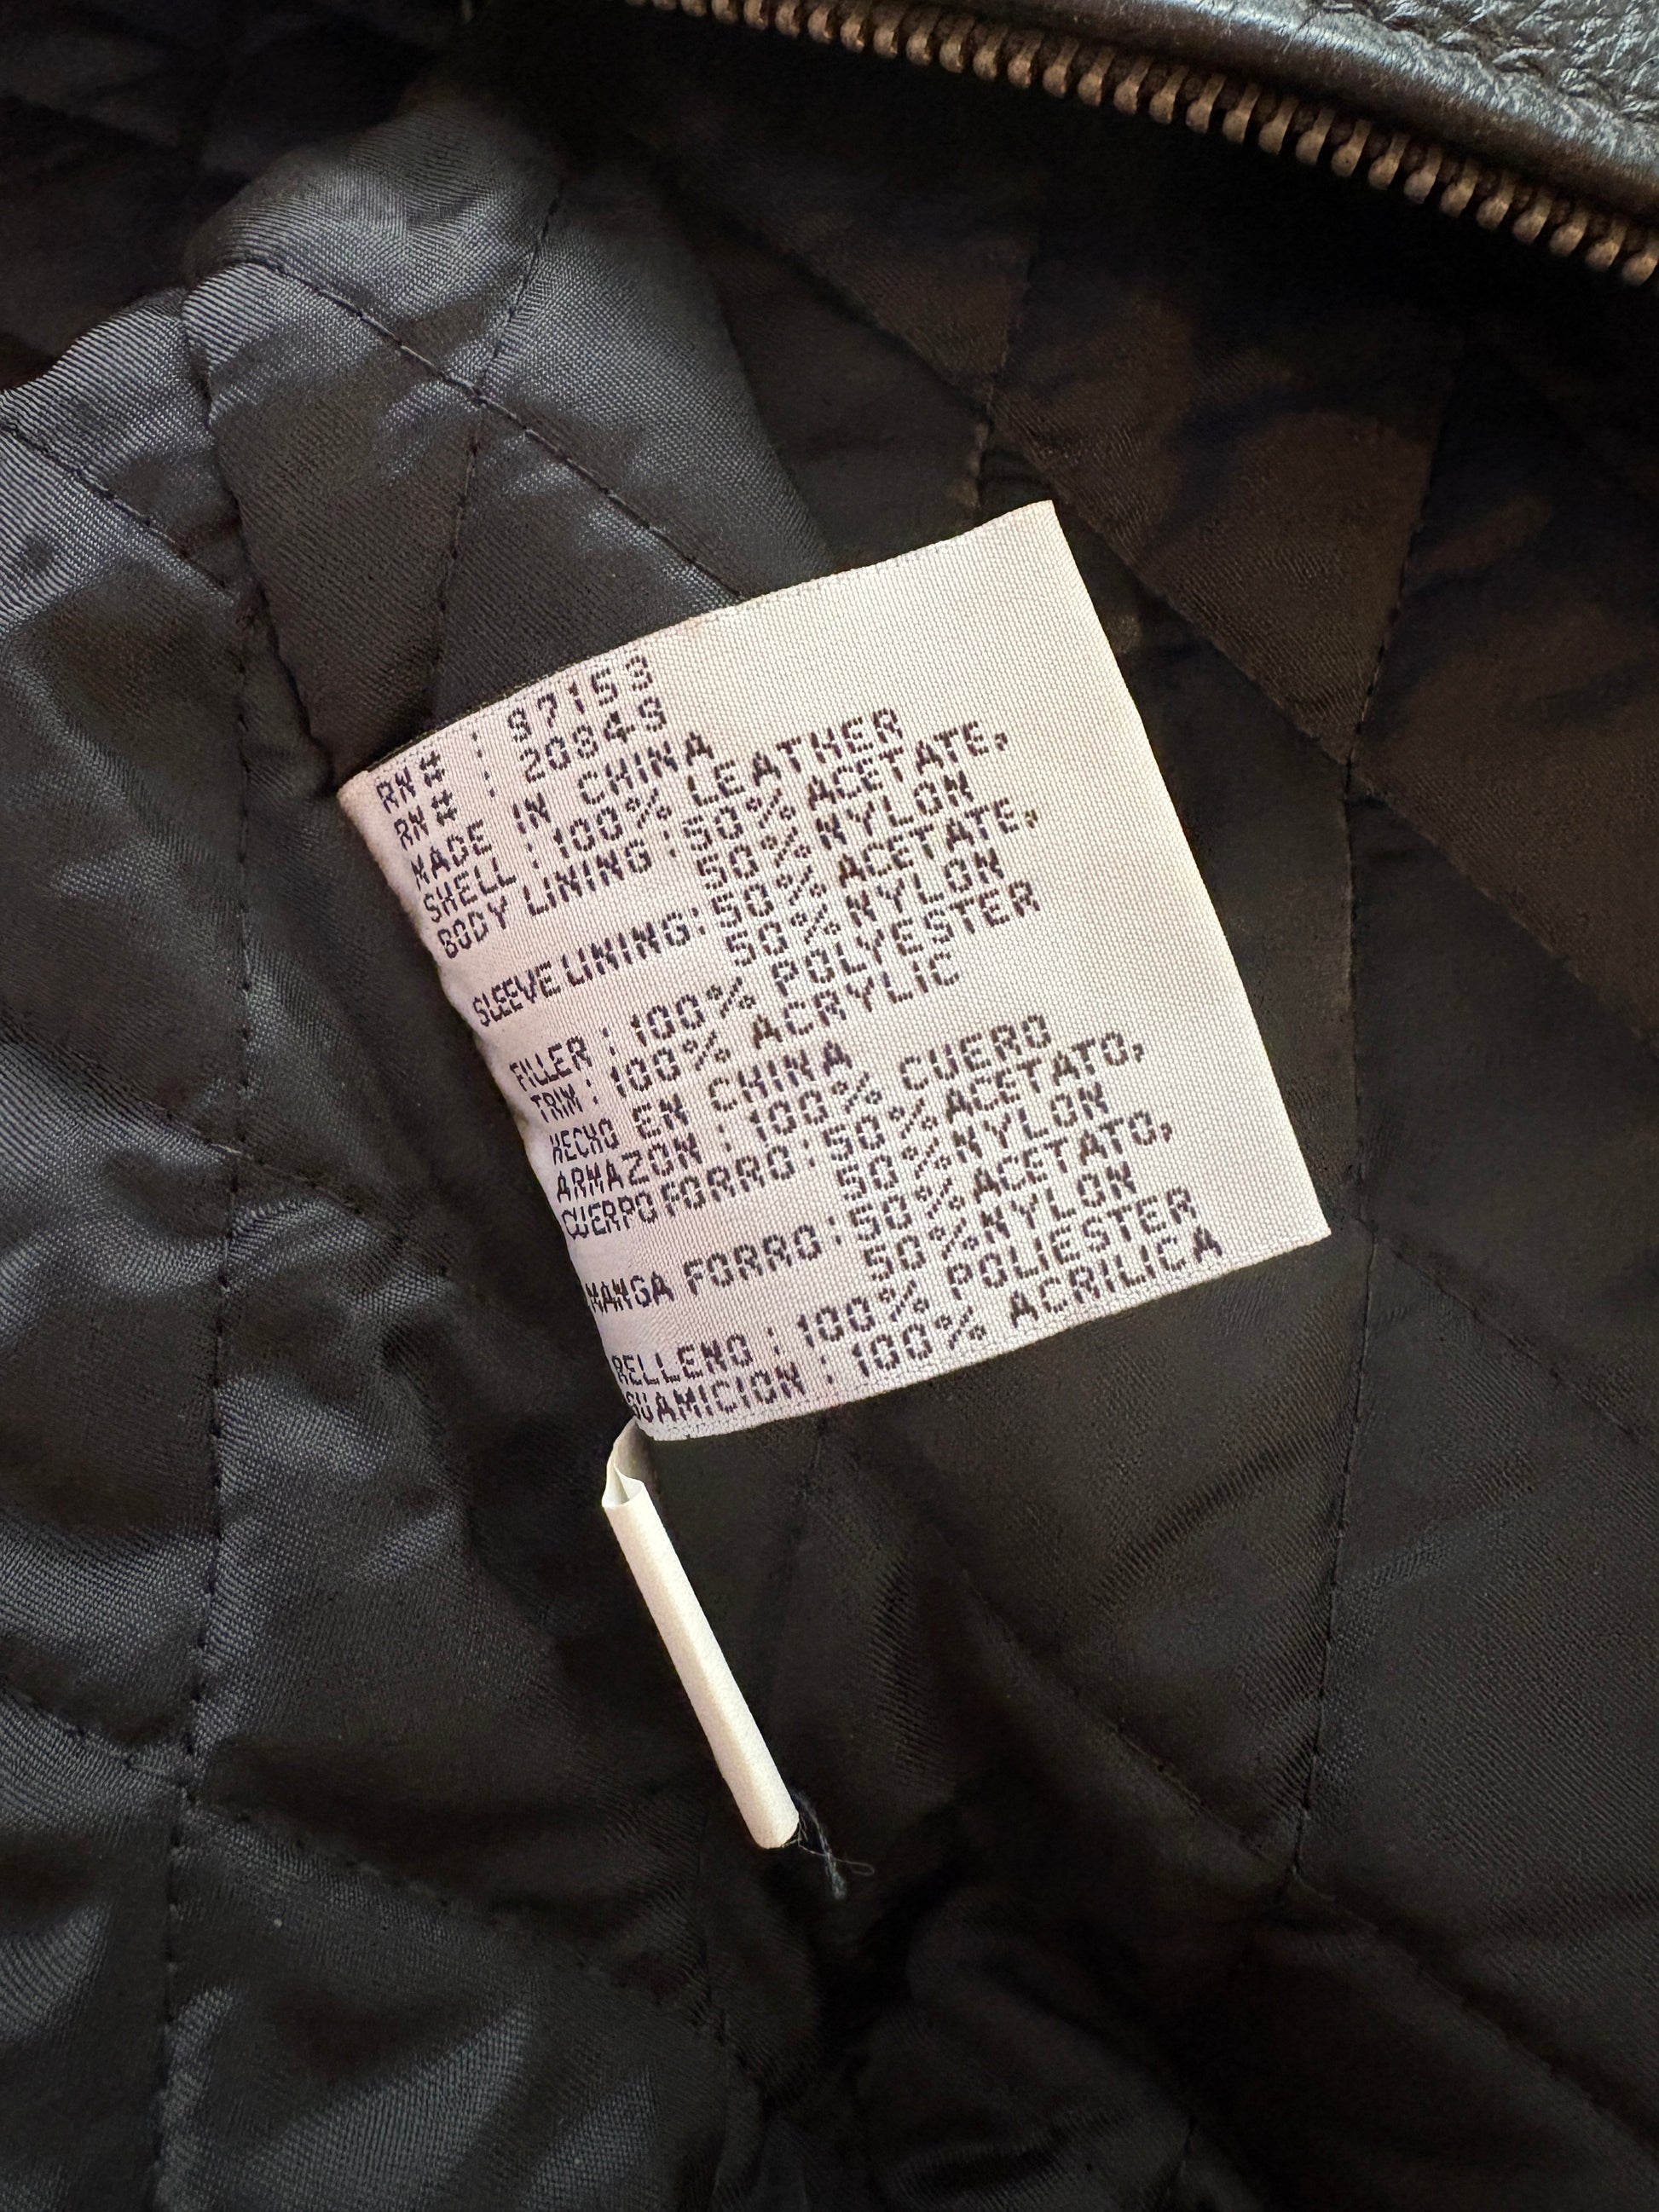 RN# : 97153
RN# : 20849
MADE IN CHINA
SHELL : 100% LEATHER
BODY LINING : 50% ACETATE,
50% NYLON
SLEEVE LINING : 50% ACETATE,
50% NYLON
FILLER : 100% POLYESTER
TRIM : 100% ACRYLIC
HECHO EN CHINA
ARMAZON : 100% CUERO
CUERPO FORRO : 50% ACETATO,
50% NYLON
MANGA FORRO : 50% ACETATO,
50% NYLON
RELLENO : 100% POLIESTER
GUAMICION : 100% ACRILICA